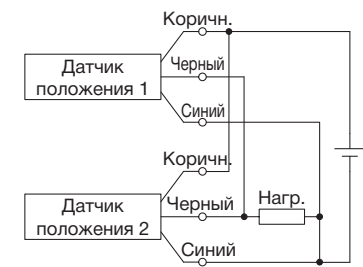 Коричн.
Датчик
положения 1
Черный
Синий
Коричн.
Датчик
положения 2
Черный
Нагр.
Синий